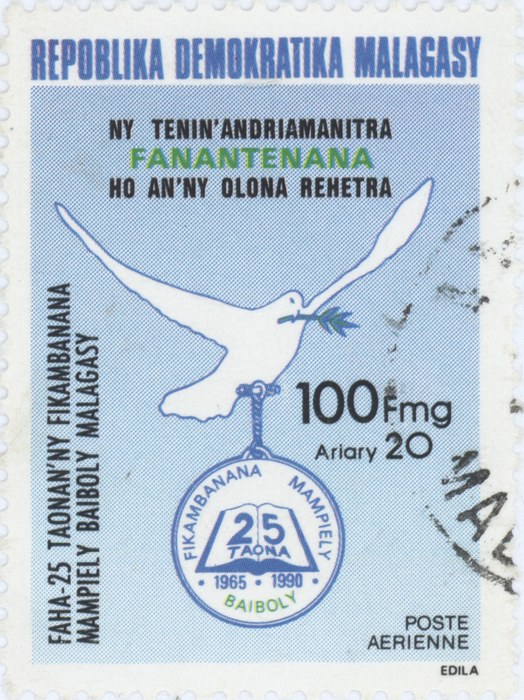 REPOBLIKA DEMOKRATIKA MALAGASY
NY TENIN'ANDRIAMANITRA
FANANTENANA
HO AN'NY OLONA REHETRA
FAHA-25 TAONAN'NY FIKAMBANANA
MAMPIELY BAIBOLY MALAGASY
100Fmg
Ariary 20
FIKAMBANANA MAMPIELY
25
TAONA
• 1965 • 1990 •
BAIBOLY
POSTE
AERIENNE
EDILA